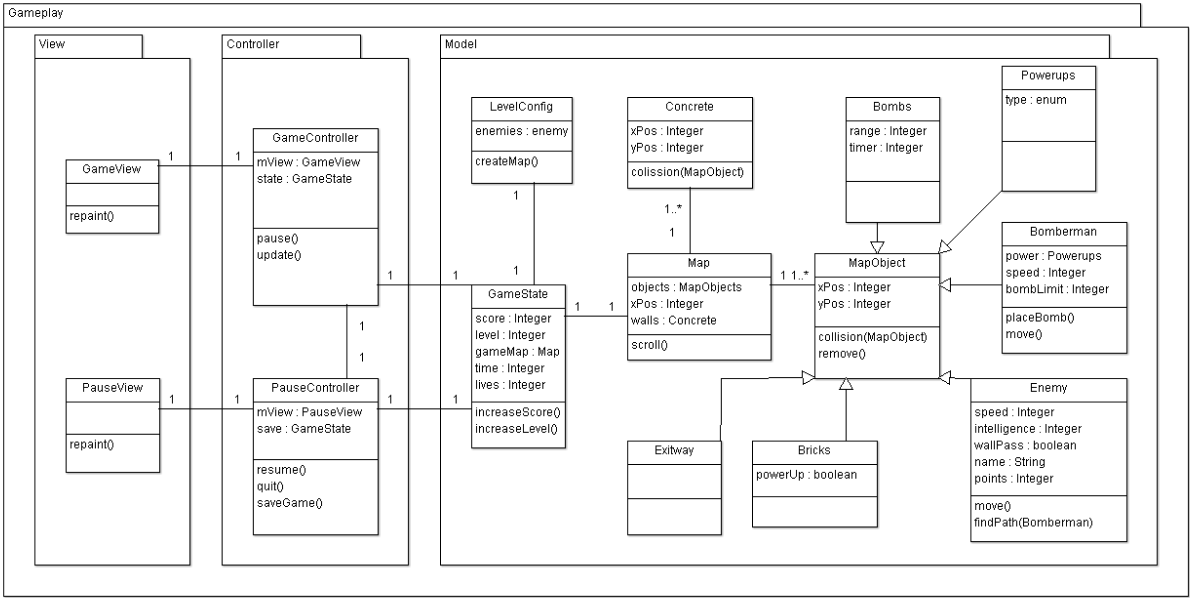 Gameplay
View
GameView
repaint()
PauseView
repaint()
1
1
1
1
Controller
GameController
mView : GameView
state : GameState
pause()
update()
1
1
PauseController
mView : PauseView
save : GameState
resume()
quit()
saveGame()
1
1
1
1
Model
LevelConfig
enemies : enemy
createMap()
1
1
GameState
score : Integer
level : Integer
gameMap : Map
time : Integer
lives : Integer
increaseScore()
increaseLevel()
1
1
Concrete
xPos : Integer
yPos : Integer
colission(MapObject)
1..*
1
Map
objects : MapObjects
xPos : Integer
walls : Concrete
scroll()
1 1..*
Bombs
range : Integer
timer : Integer
MapObject
xPos : Integer
yPos : Integer
collision(MapObject)
remove()
Powerups
type : enum
Bomberman
power : Powerups
speed : Integer
bombLimit : Integer
placeBomb()
move()
Exitway
Bricks
powerUp : boolean
Enemy
speed : Integer
intelligence : Integer
wallPass : boolean
name : String
points : Integer
move()
findPath(Bomberman)